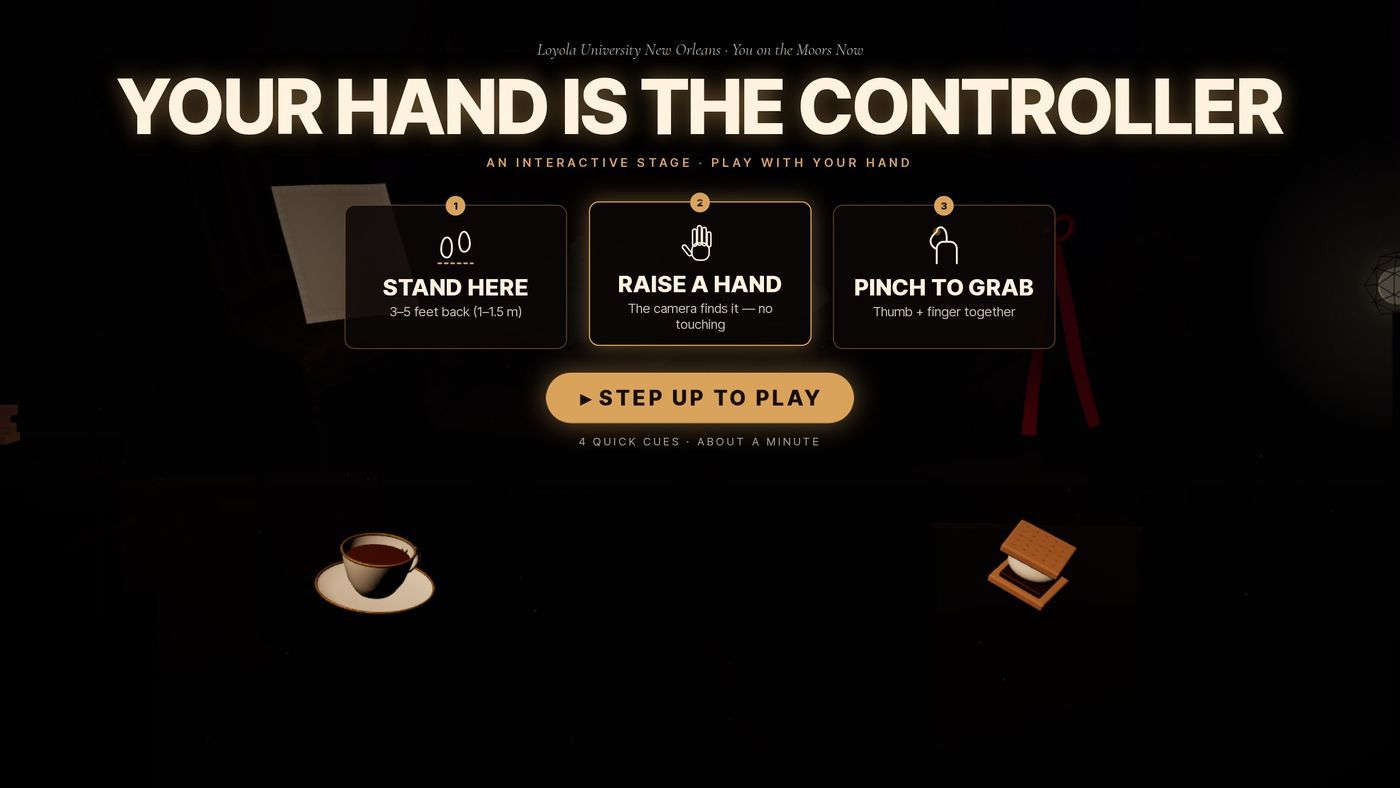 Loyola University New Orleans · You on the Moors Now
YOUR HAND IS THE CONTROLLER
AN INTERACTIVE STAGE · PLAY WITH YOUR HAND
1
STAND HERE
3–5 feet back (1–1.5 m)
2
RAISE A HAND
The camera finds it — no
touching
3
PINCH TO GRAB
Thumb + finger together
▸ STEP UP TO PLAY
4 QUICK CUES · ABOUT A MINUTE